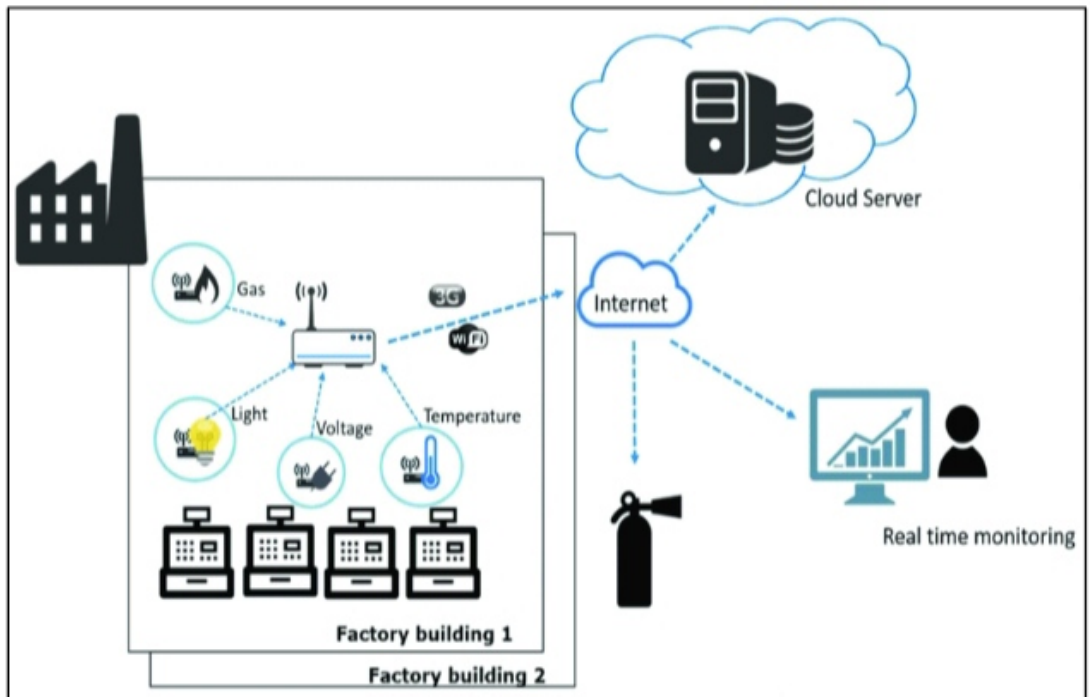 Cloud Server
Gas
3G
Internet
WiFi
Light
Voltage
Temperature
Real time monitoring
Factory building 1
Factory building 2